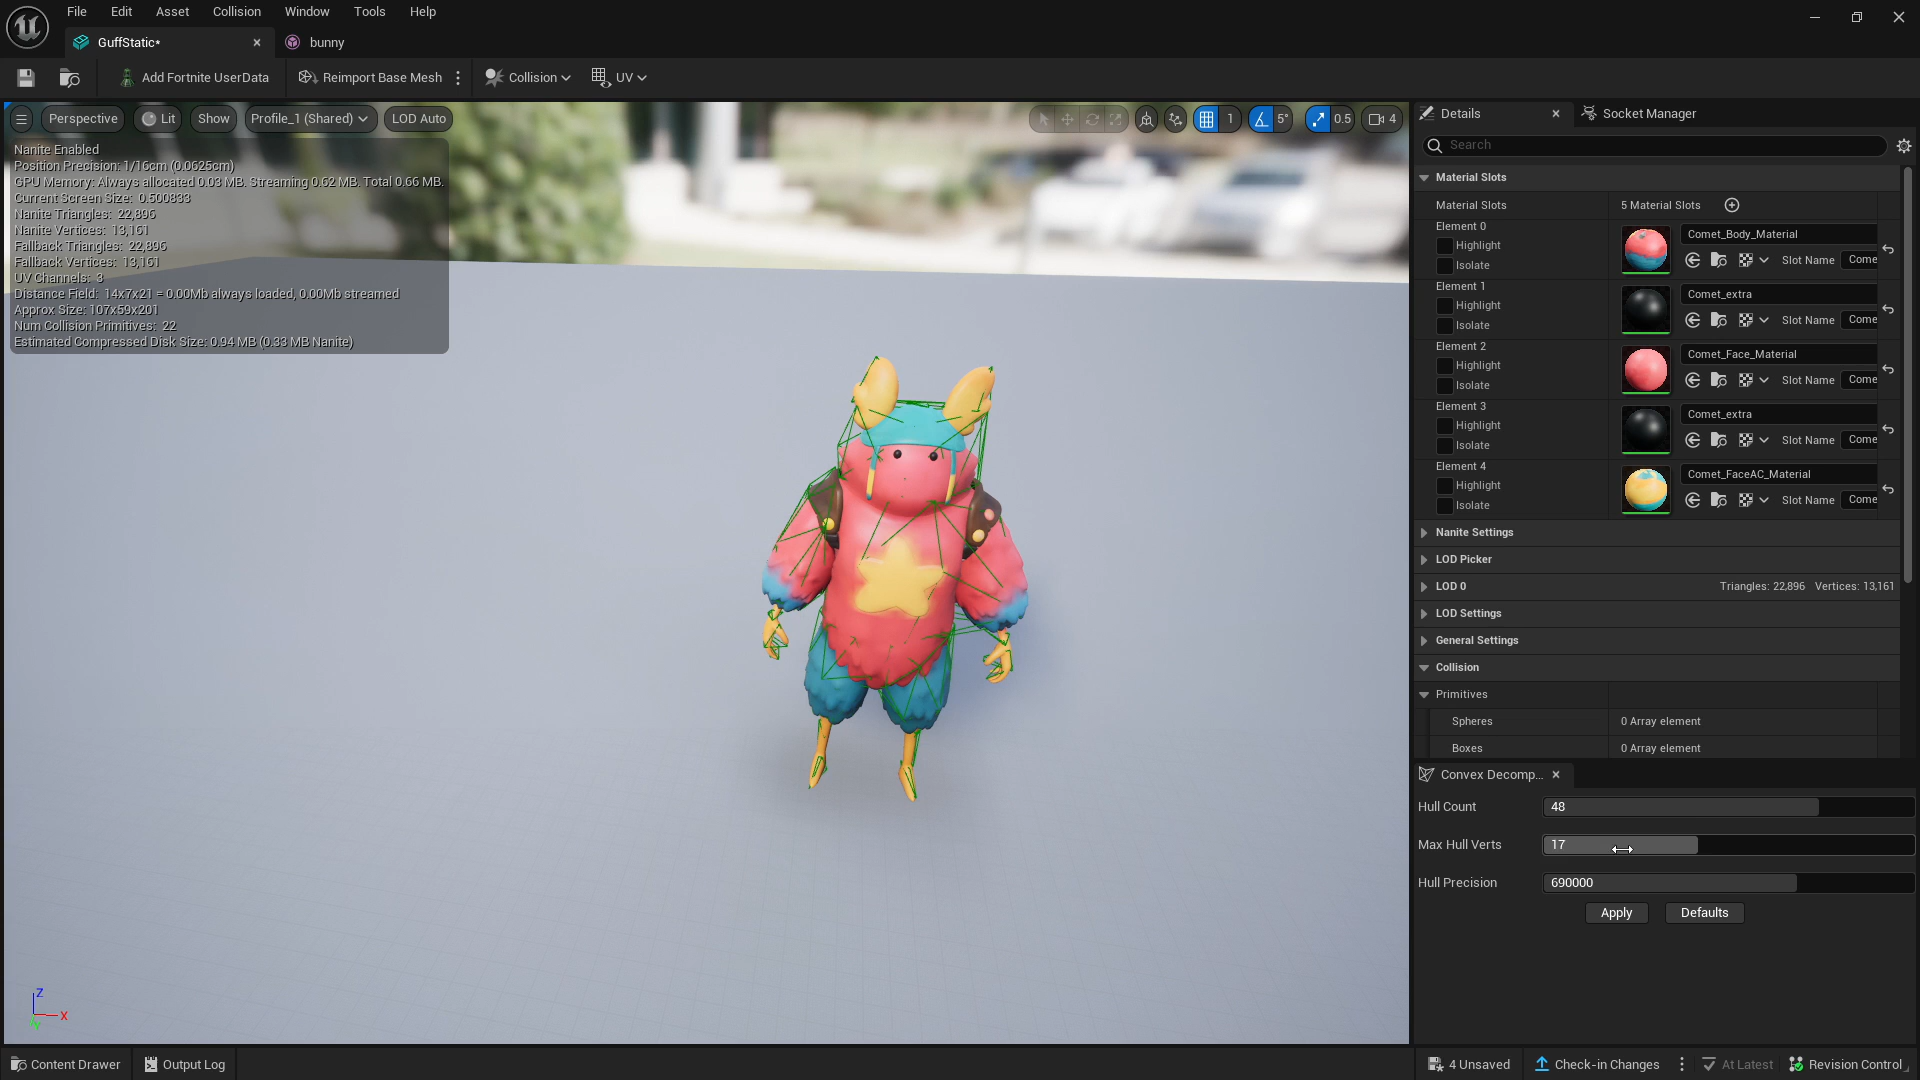 File Edit Asset Collision Window Tools Help
GuffStatic* bunny
Add Fortnite UserData Reimport Base Mesh Collision UV
Perspective Lit Show Profile_1 (Shared) LOD Auto 1 5° 0.5 4
Nanite Enabled
Position Precision: 1/16cm (0.0625cm)
GPU Memory: Always allocated 0.03 MB. Streaming 0.62 MB. Total 0.66 MB.
Current Screen Size: 0.500833
Nanite Triangles: 22,896
Nanite Vertices: 13,161
Fallback Triangles: 22,896
Fallback Vertices: 13,161
UV Channels: 3
Distance Field: 14x7x21 = 0.00Mb always loaded, 0.00Mb streamed
Approx Size: 107x59x201
Num Collision Primitives: 22
Estimated Compressed Disk Size: 0.94 MB (0.33 MB Nanite)
Z
X
Y
Details Socket Manager
Search
Material Slots
Material Slots 5 Material Slots
Element 0
Highlight
Isolate
Comet_Body_Material
Slot Name Come
Element 1
Highlight
Isolate
Comet_extra
Slot Name Come
Element 2
Highlight
Isolate
Comet_Face_Material
Slot Name Come
Element 3
Highlight
Isolate
Comet_extra
Slot Name Come
Element 4
Highlight
Isolate
Comet_FaceAC_Material
Slot Name Come
Nanite Settings
LOD Picker
LOD 0 Triangles: 22,896 Vertices: 13,161
LOD Settings
General Settings
Collision
Primitives
Spheres 0 Array element
Boxes 0 Array element
Convex Decomp...
Hull Count 48
Max Hull Verts 17
Hull Precision 690000
Apply Defaults
Content Drawer Output Log 4 Unsaved Check-in Changes At Latest Revision Control